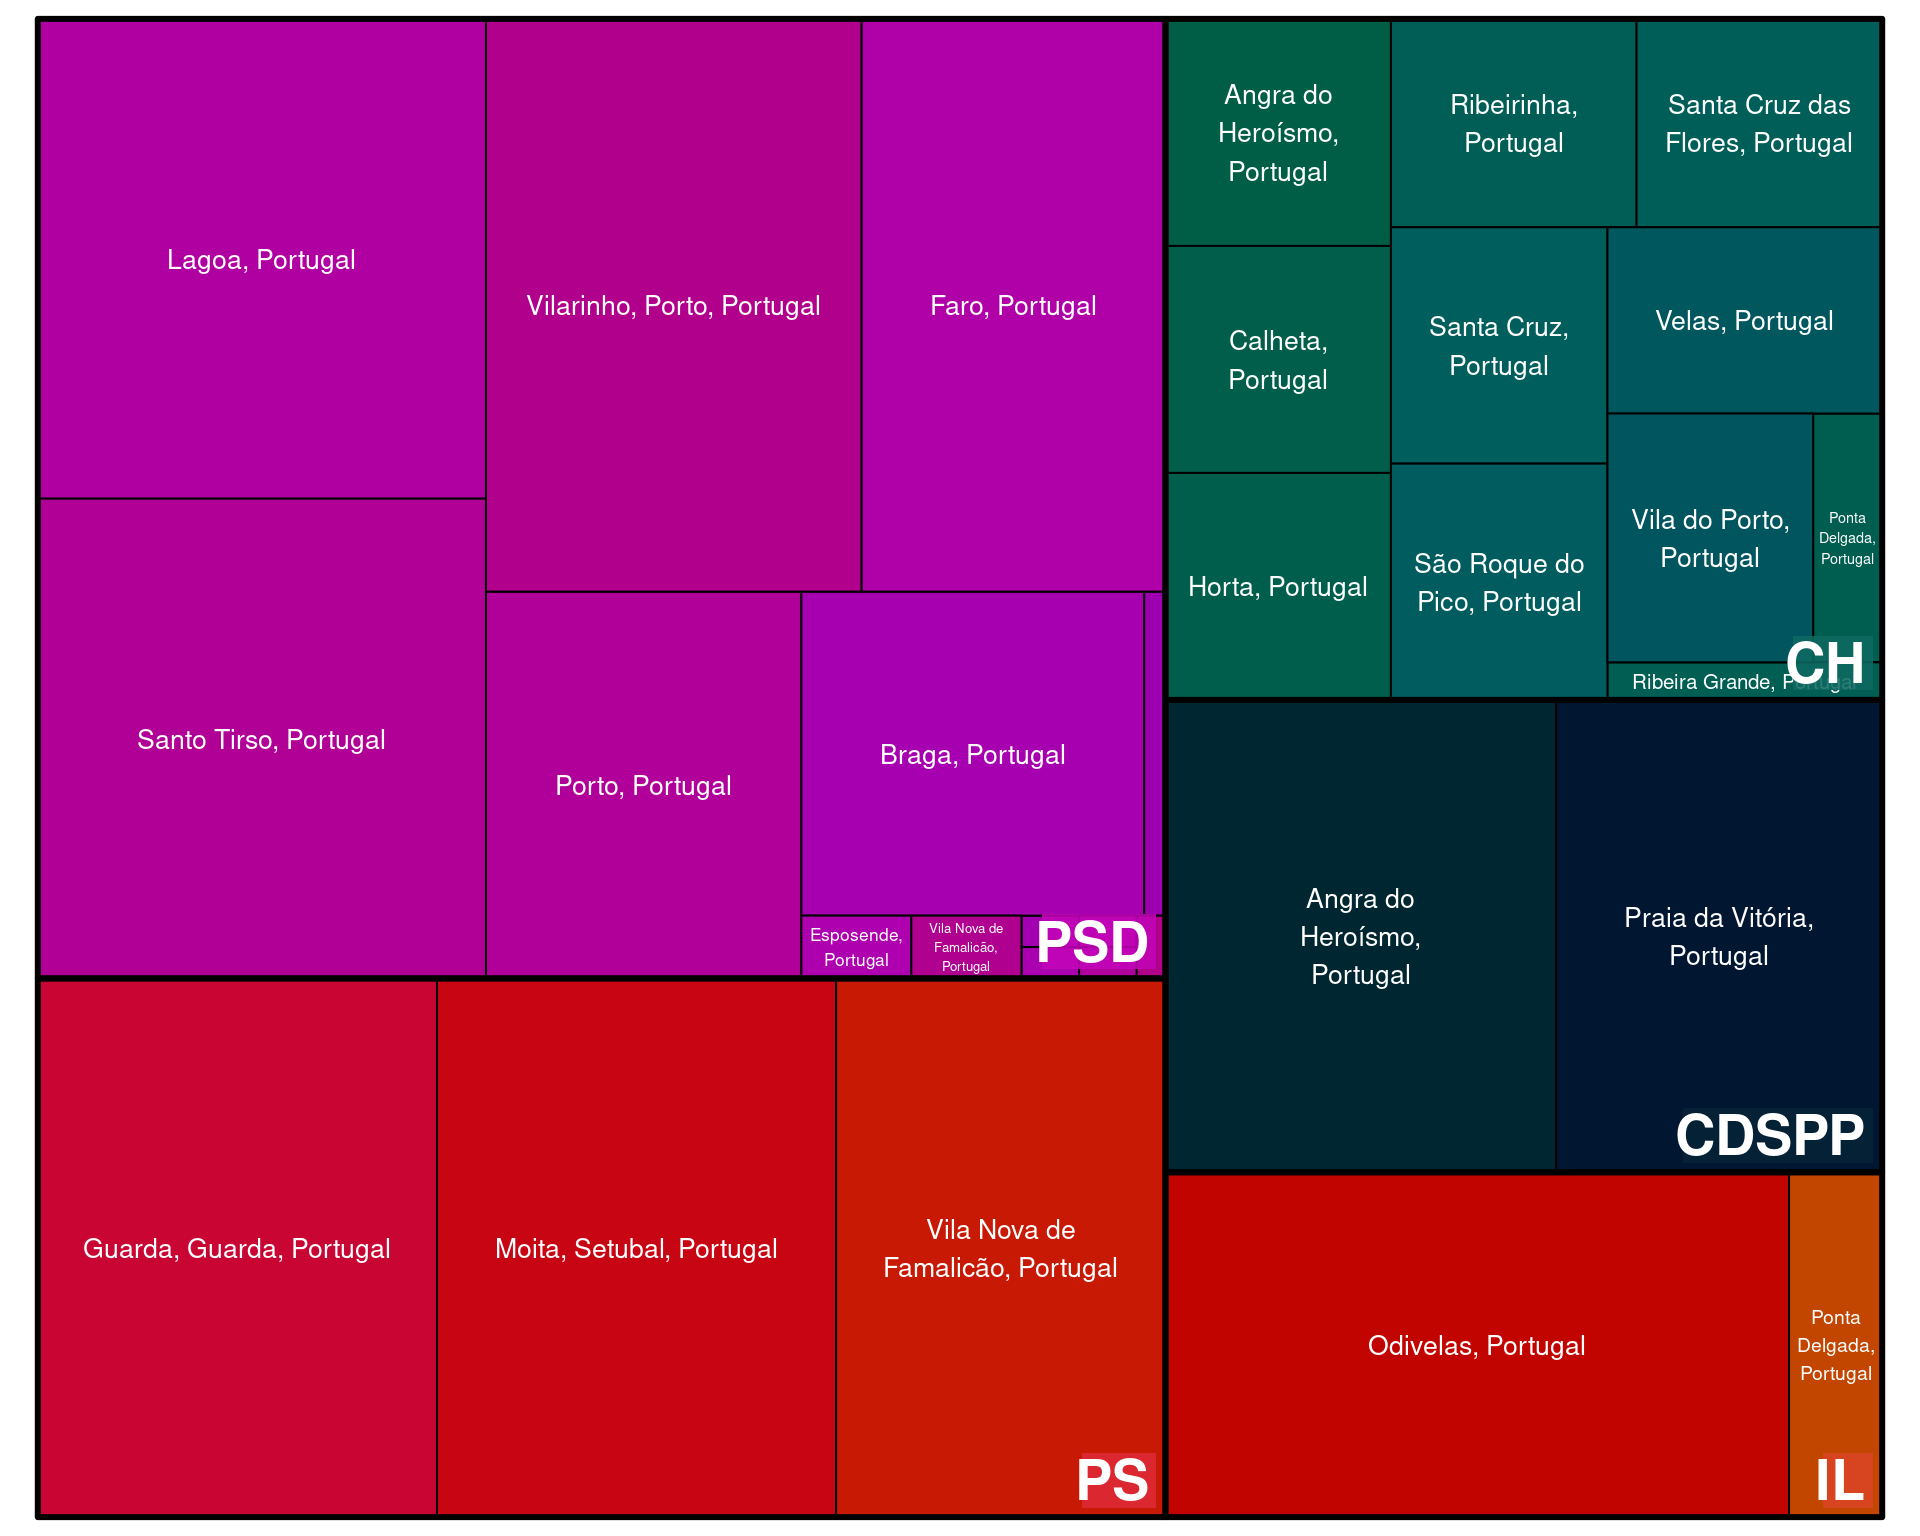 Lagoa, Portugal
Vilarinho, Porto, Portugal
Faro, Portugal
Santo Tirso, Portugal
Porto, Portugal
Braga, Portugal
Esposende,
Portugal
Vila Nova de
Famalicão,
Portugal
PSD
Guarda, Guarda, Portugal
Moita, Setubal, Portugal
Vila Nova de
Famalicão, Portugal
PS
Angra do
Heroísmo,
Portugal
Ribeirinha,
Portugal
Santa Cruz das
Flores, Portugal
Calheta,
Portugal
Santa Cruz,
Portugal
Velas, Portugal
Horta, Portugal
São Roque do
Pico, Portugal
Vila do Porto,
Portugal
Ponta
Delgada,
Portugal
Ribeira Grande, Portugal
CH
Angra do
Heroísmo,
Portugal
Praia da Vitória,
Portugal
CDSPP
Odivelas, Portugal
Ponta
Delgada,
Portugal
IL